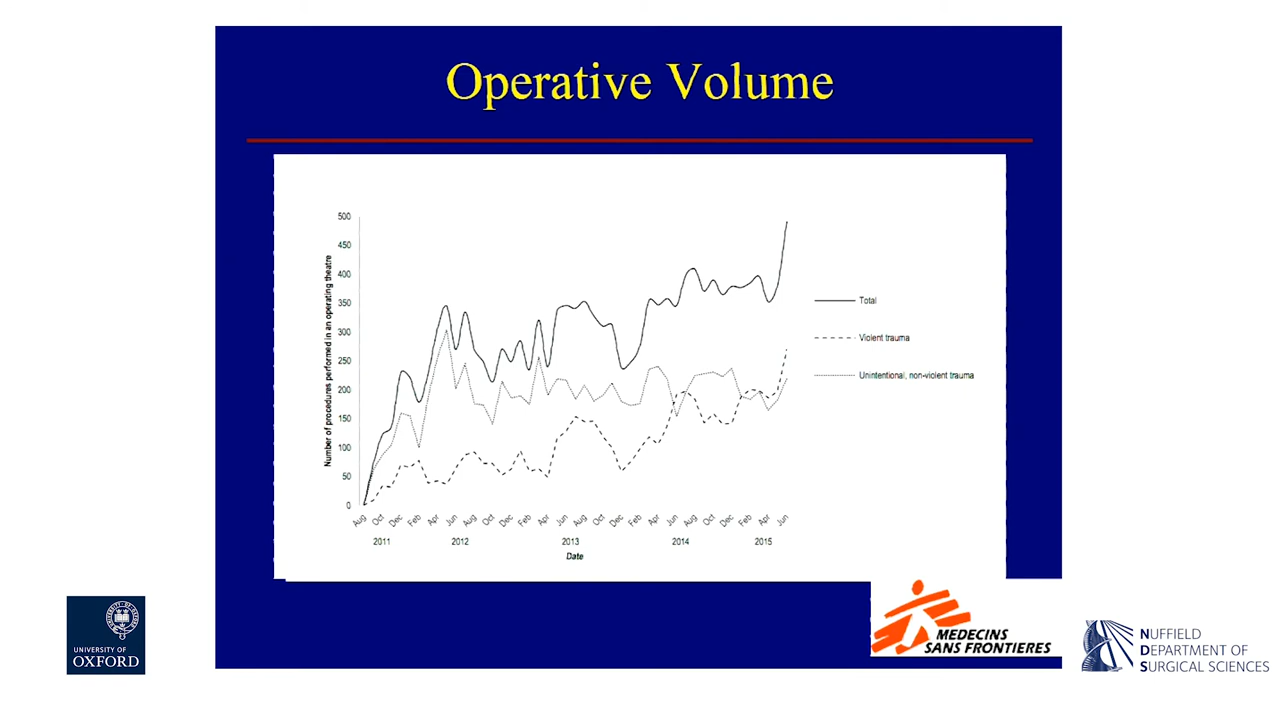 Operative Volume
Number of procedures performed in an operating theatre
500
450
400
350
300
250
200
150
100
50
0
Aug Oct Dec Feb Apr Jun Aug Oct Dec Feb Apr Jun Aug Oct Dec Feb Apr Jun Aug Oct Dec Feb Apr Jun
2011 2012 2013 2014 2015
Date
Total
Violent trauma
Unintentional, non-violent trauma
UNIVERSITY OF
OXFORD
MEDECINS
SANS FRONTIERES
NUFFIELD
DEPARTMENT OF
SURGICAL SCIENCES